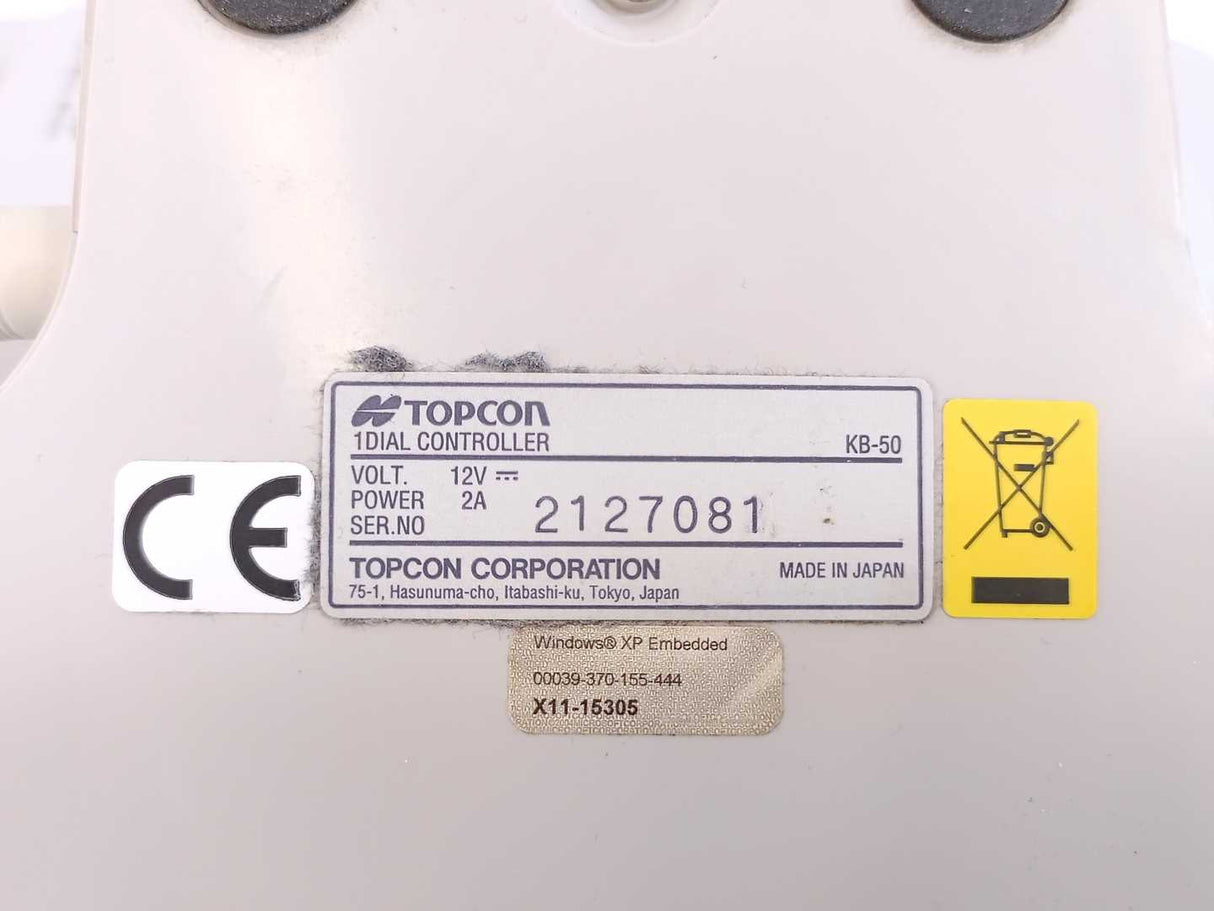 TOPCON
1DIAL CONTROLLER KB-50
VOLT. 12V
POWER 2A
SER.NO 2127081
TOPCON CORPORATION MADE IN JAPAN
75-1, Hasunuma-cho, Itabashi-ku, Tokyo, Japan
CE
Windows® XP Embedded
00039-370-155-444
X11-15305